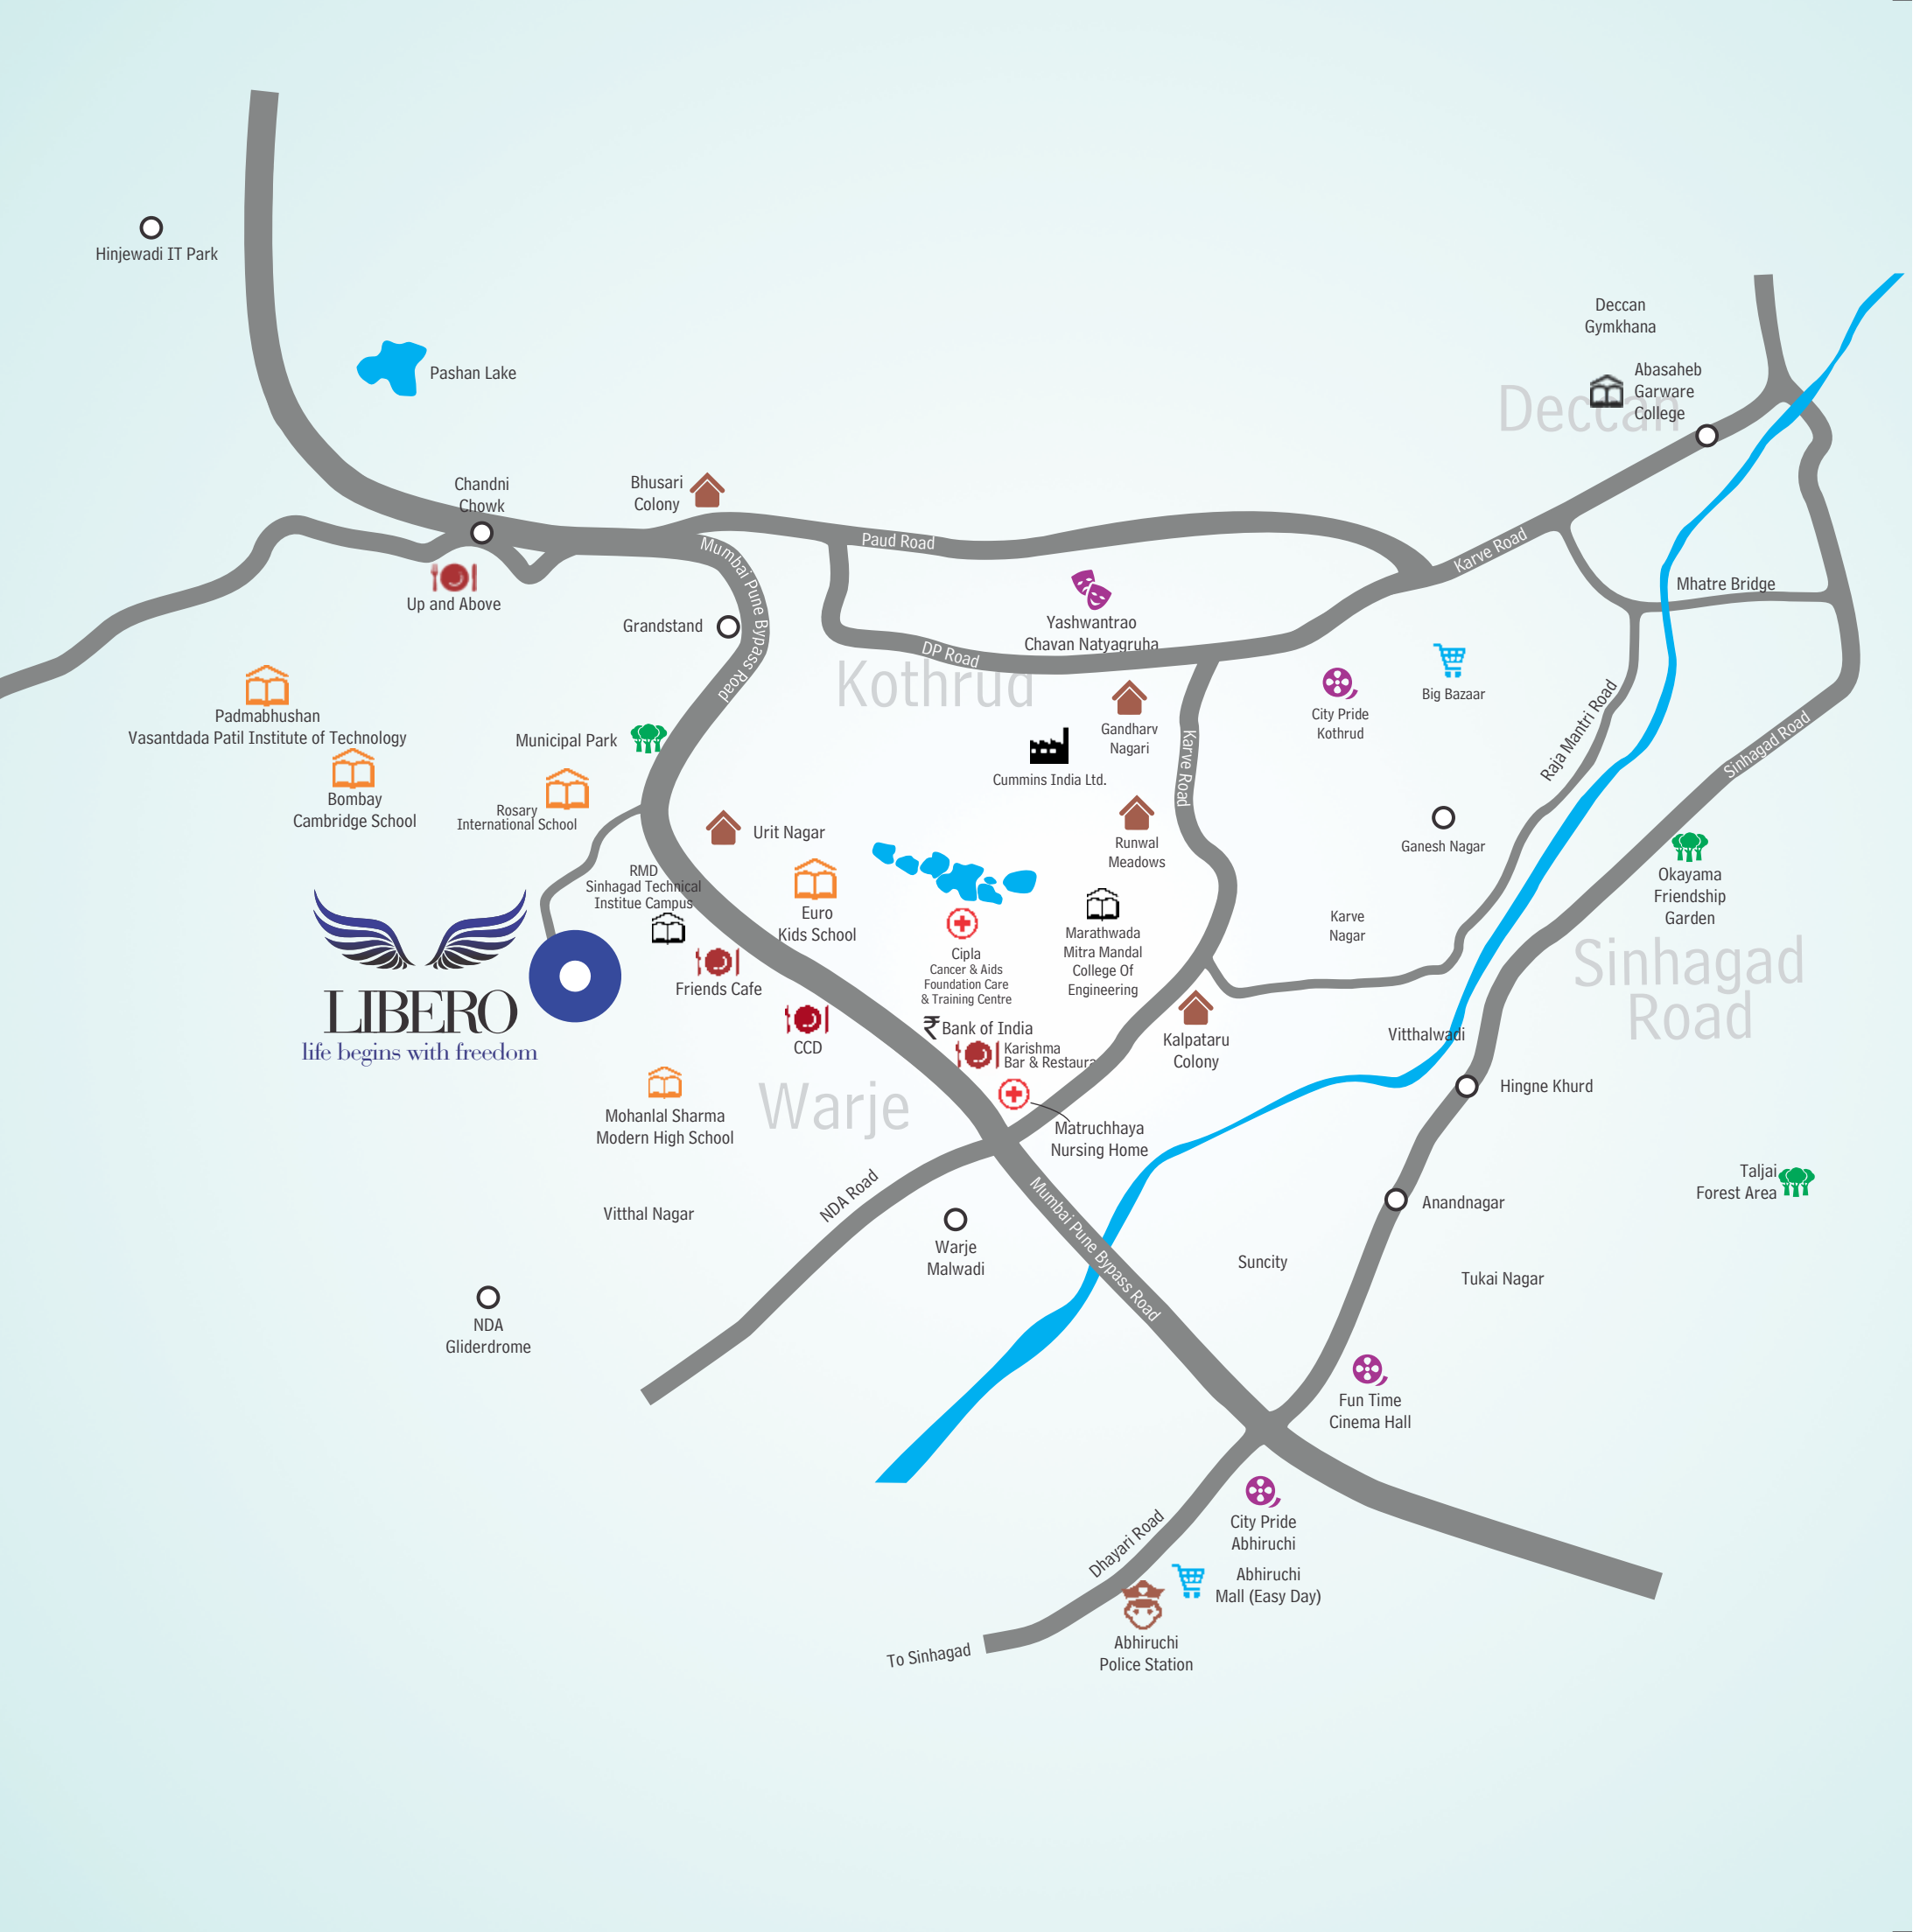 Hinjewadi IT Park
Pashan Lake
Deccan
Gymkhana
Deccan
Abasaheb
Garware
College
Chandni
Chowk
Bhusari
Colony
Paud Road
Karve Road
Mumbai Pune Bypass Road
Up and Above
Grandstand
Yashwantrao
Chavan Natyagruha
DP Road
Kothrud
Mhatre Bridge
Padmabhushan
Vasantdada Patil Institute of Technology
Municipal Park
Bombay
Cambridge School
Rosary
International School
Urit Nagar
Cummins India Ltd.
Gandharv
Nagari
Karve Road
City Pride
Kothrud
Big Bazaar
Raja Mantri Road
Sinhagad Road
Runwal
Meadows
Ganesh Nagar
Okayama
Friendship
Garden
RMD
Sinhagad Technical
Institue Campus
Euro
Kids School
Friends Cafe
CCD
Cipla
Cancer & Aids
Foundation Care
& Training Centre
Marathwada
Mitra Mandal
College Of
Engineering
Karve
Nagar
Sinhagad
Road
LIBERO
life begins with freedom
₹ Bank of India
Karishma
Bar & Restaura
Kalpataru
Colony
Vitthalwadi
Hingne Khurd
Mohanlal Sharma
Modern High School
Warje
Matruchhaya
Nursing Home
NDA Road
Mumbai Pune Bypass Road
Vitthal Nagar
Warje
Malwadi
Anandnagar
Taljai
Forest Area
Suncity
Tukai Nagar
NDA
Gliderdrome
Fun Time
Cinema Hall
City Pride
Abhiruchi
Dhayari Road
Abhiruchi
Mall (Easy Day)
Abhiruchi
Police Station
To Sinhagad